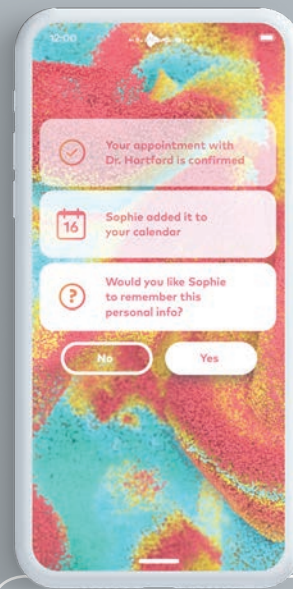 12:00
Your appointment with
Dr. Hartford is confirmed
16
Sophie added it to
your calendar
?
Would you like Sophie
to remember this
personal info?
No
Yes